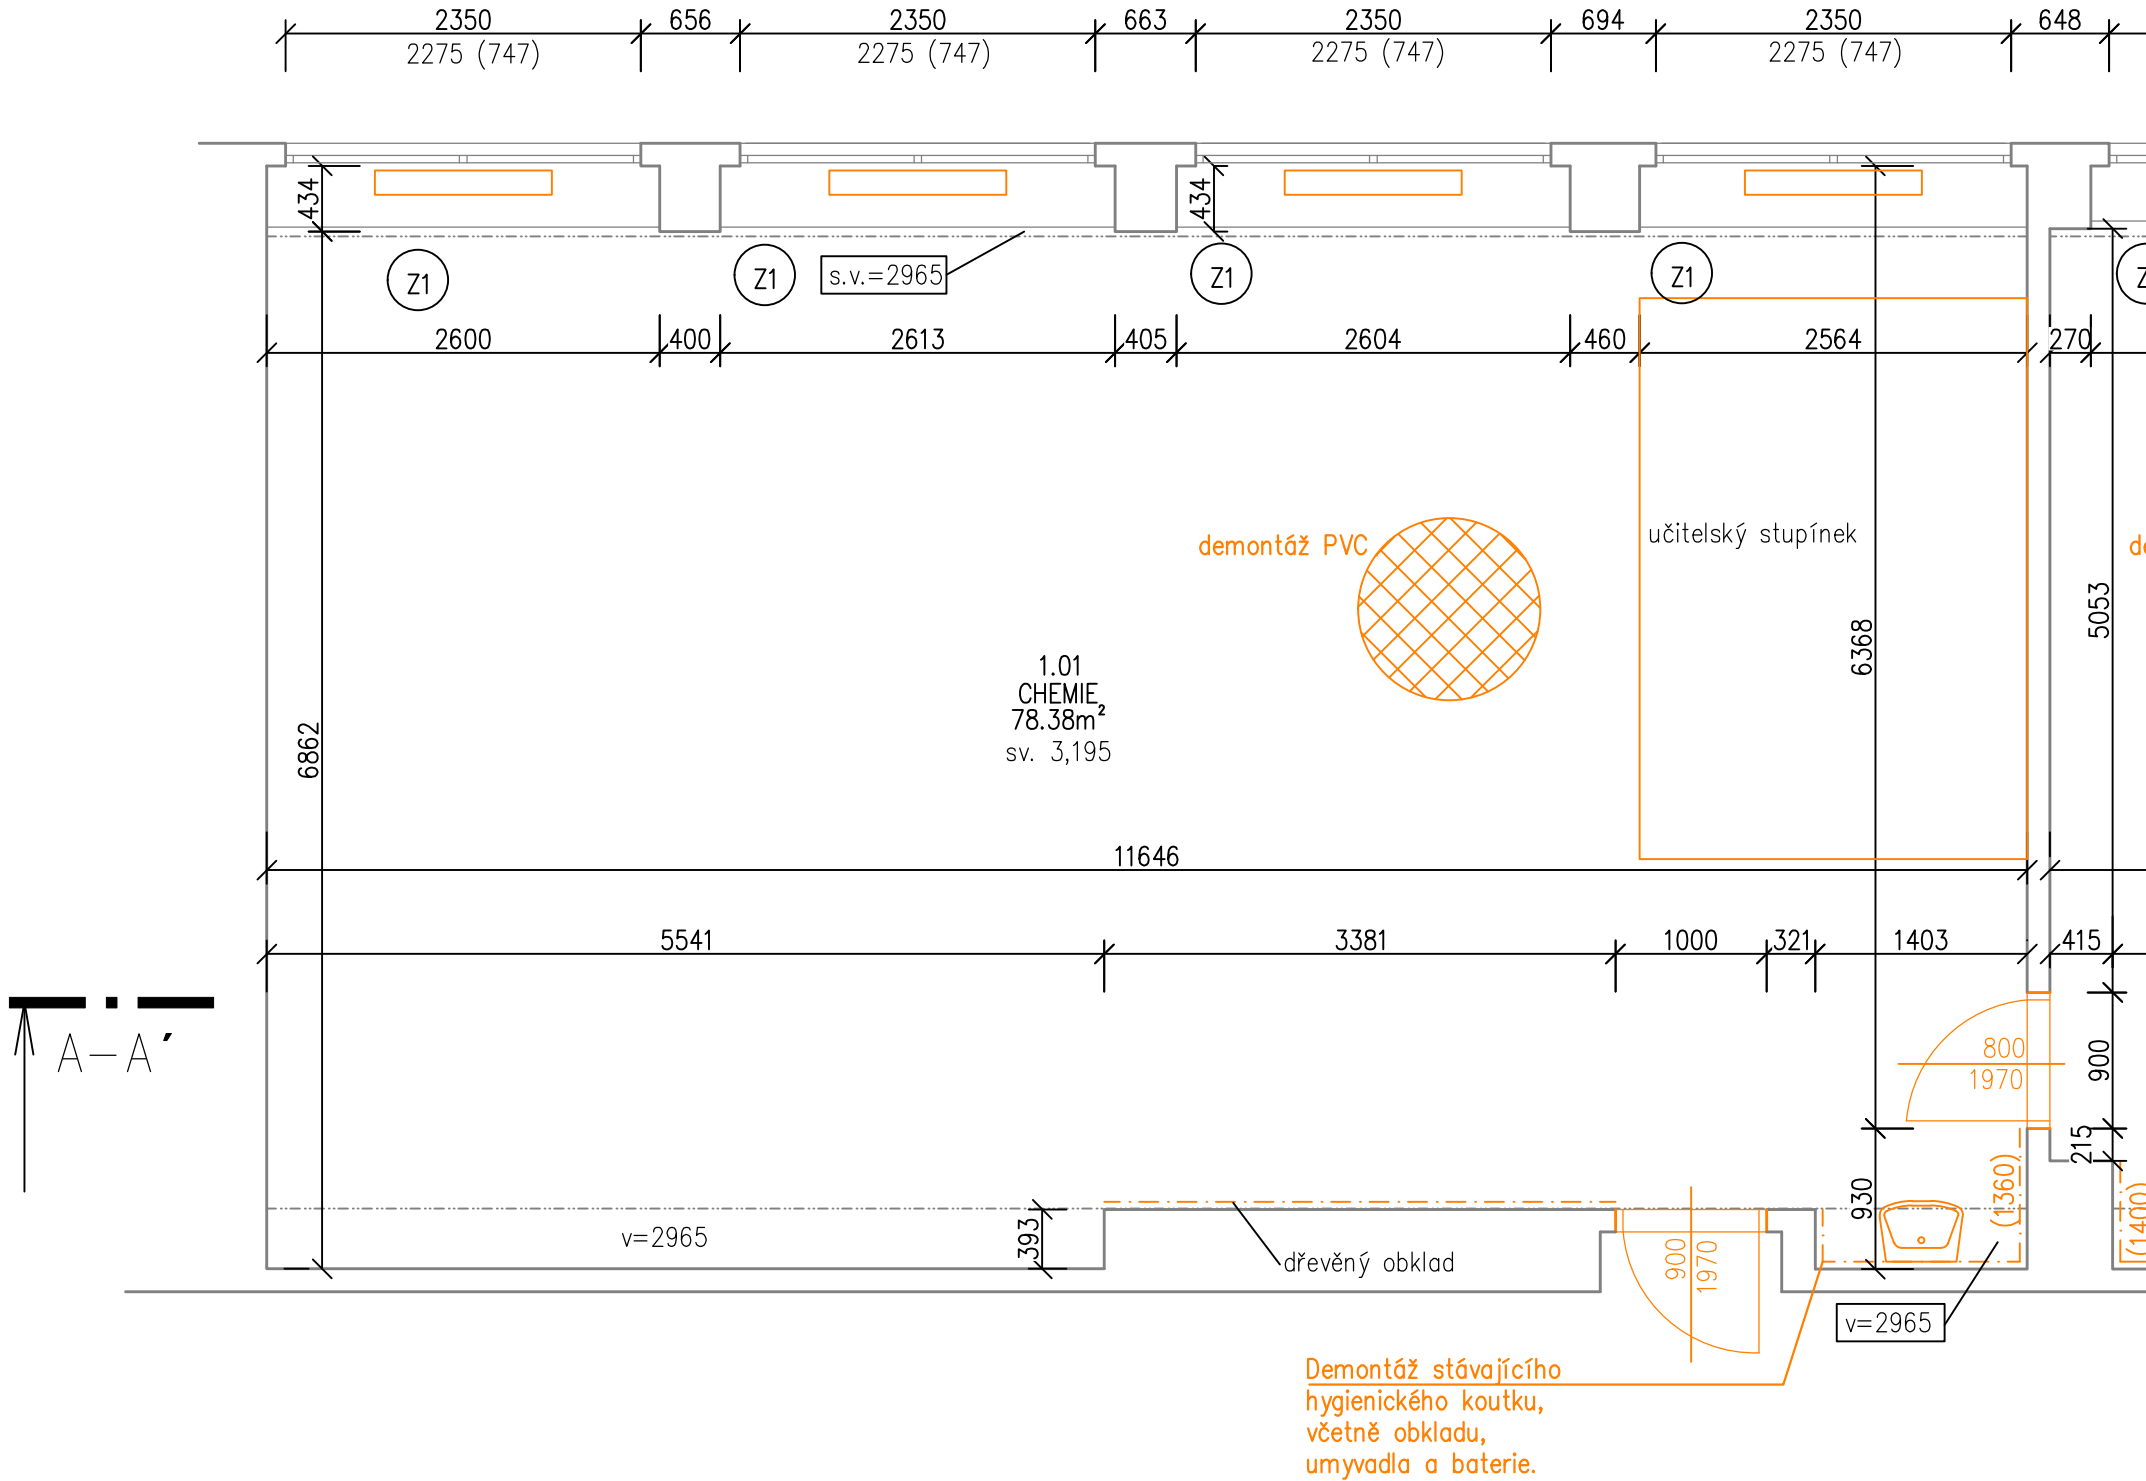 2350 656 2350 663 2350 694 2350 648
2275 (747) 2275 (747) 2275 (747) 2275 (747)
434 434
Z1 Z1 s.v.=2965 Z1 Z1
2600 400 2613 405 2604 460 2564 270
demontáž PVC učitelský stupínek
5053
6368
1.01
CHEMIE
78.38m²
sv. 3,195
6862
11646
5541 3381 1000 321 1403 415
A-A'
800
1970
900
215
930
(1360)
(1400)
v=2965
393
dřevěný obklad
900
1970
v=2965
Demontáž stávajícího
hygienického koutku,
včetně obkladu,
umyvadla a baterie.